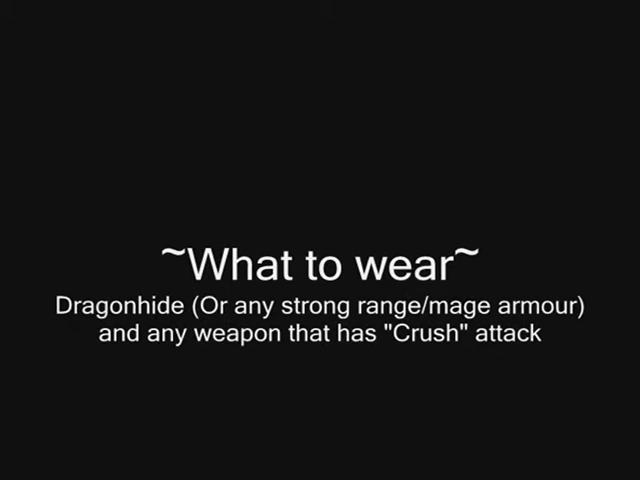 ~What to wear~
Dragonhide (Or any strong range/mage armour)
and any weapon that has "Crush" attack